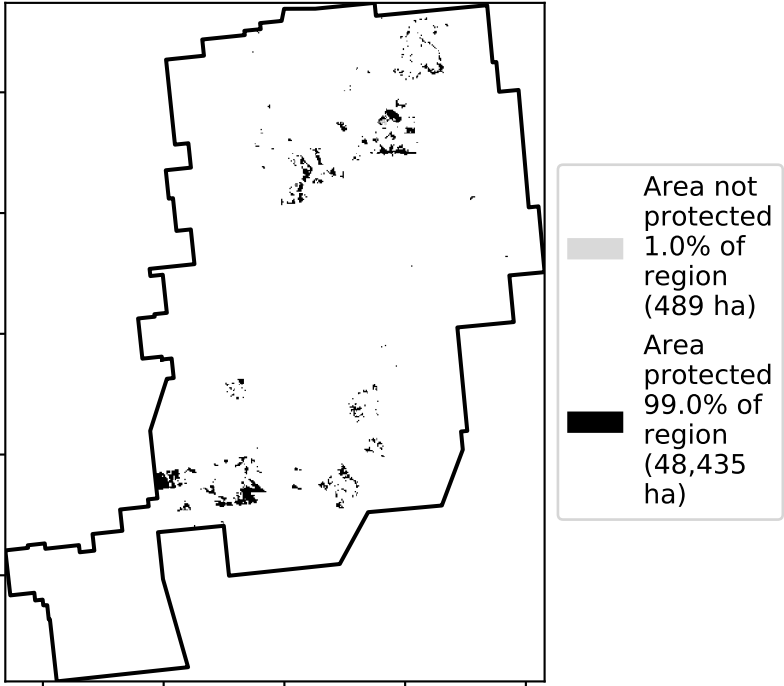 Area not
protected
1.0% of
region
(489 ha)
Area
protected
99.0% of
region
(48,435
ha)